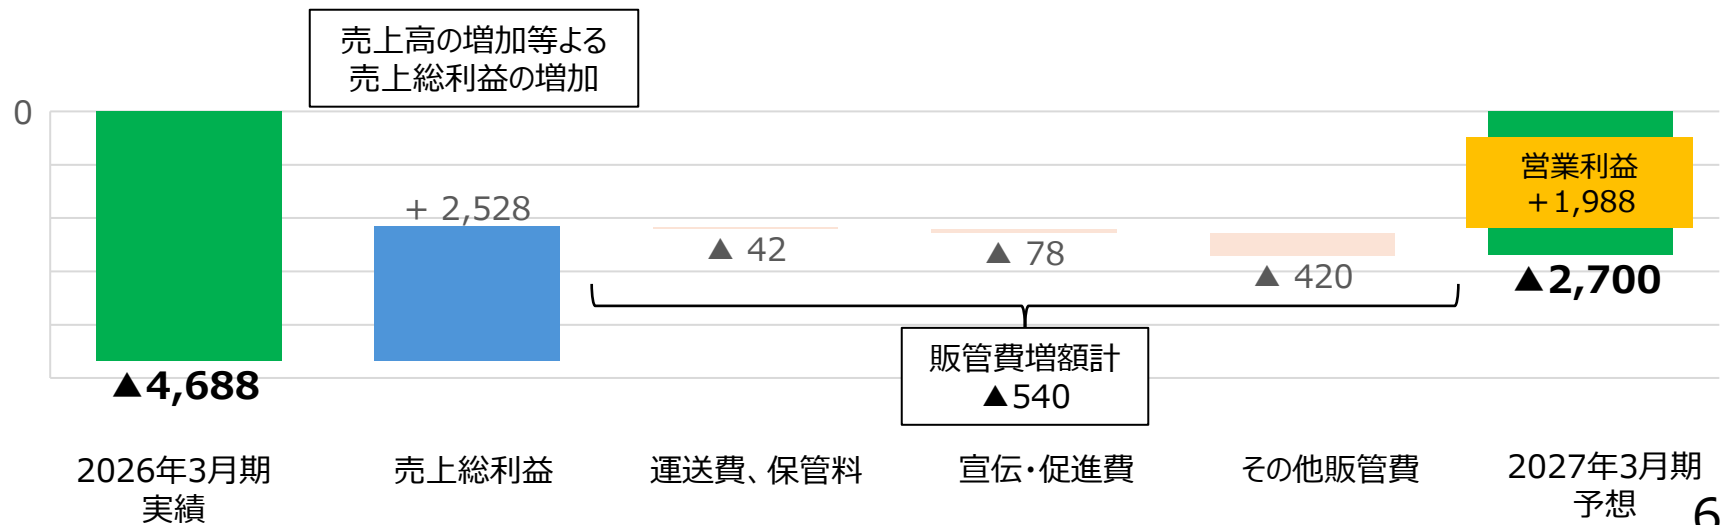 売上高の増加等よる
売上総利益の増加
0
営業利益
+1,988
+ 2,528
▲ 42
▲ 78
▲ 420
▲2,700
販管費増額計
▲540
▲4,688
2026年3月期
実績
売上総利益
運送費、保管料
宣伝・促進費
その他販管費
2027年3月期
予想
6